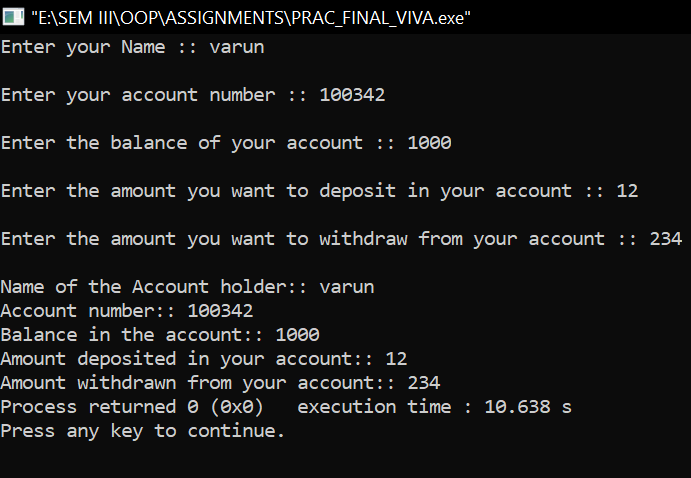 "E:\SEM III\OOP\ASSIGNMENTS\PRAC_FINAL_VIVA.exe"
Enter your Name :: varun
Enter your account number :: 100342
Enter the balance of your account :: 1000
Enter the amount you want to deposit in your account :: 12
Enter the amount you want to withdraw from your account :: 234
Name of the Account holder:: varun
Account number:: 100342
Balance in the account:: 1000
Amount deposited in your account:: 12
Amount withdrawn from your account:: 234
Process returned 0 (0x0)   execution time : 10.638 s
Press any key to continue.